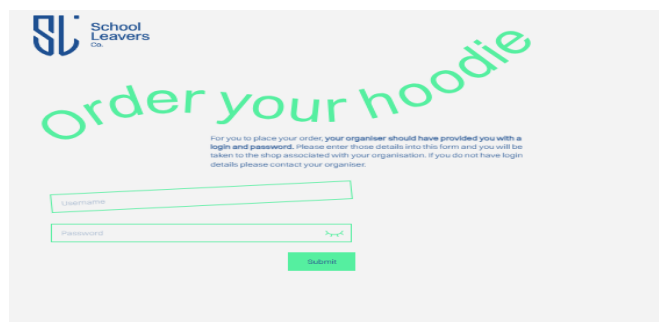 School
Leavers
Co.
Order your hoodie
For you to place your order, your organiser should have provided you with a
login and password. Please enter those details into this form and you will be
taken to the shop associated with your organisation. If you do not have login
details please contact your organiser.
Username
Password
Submit